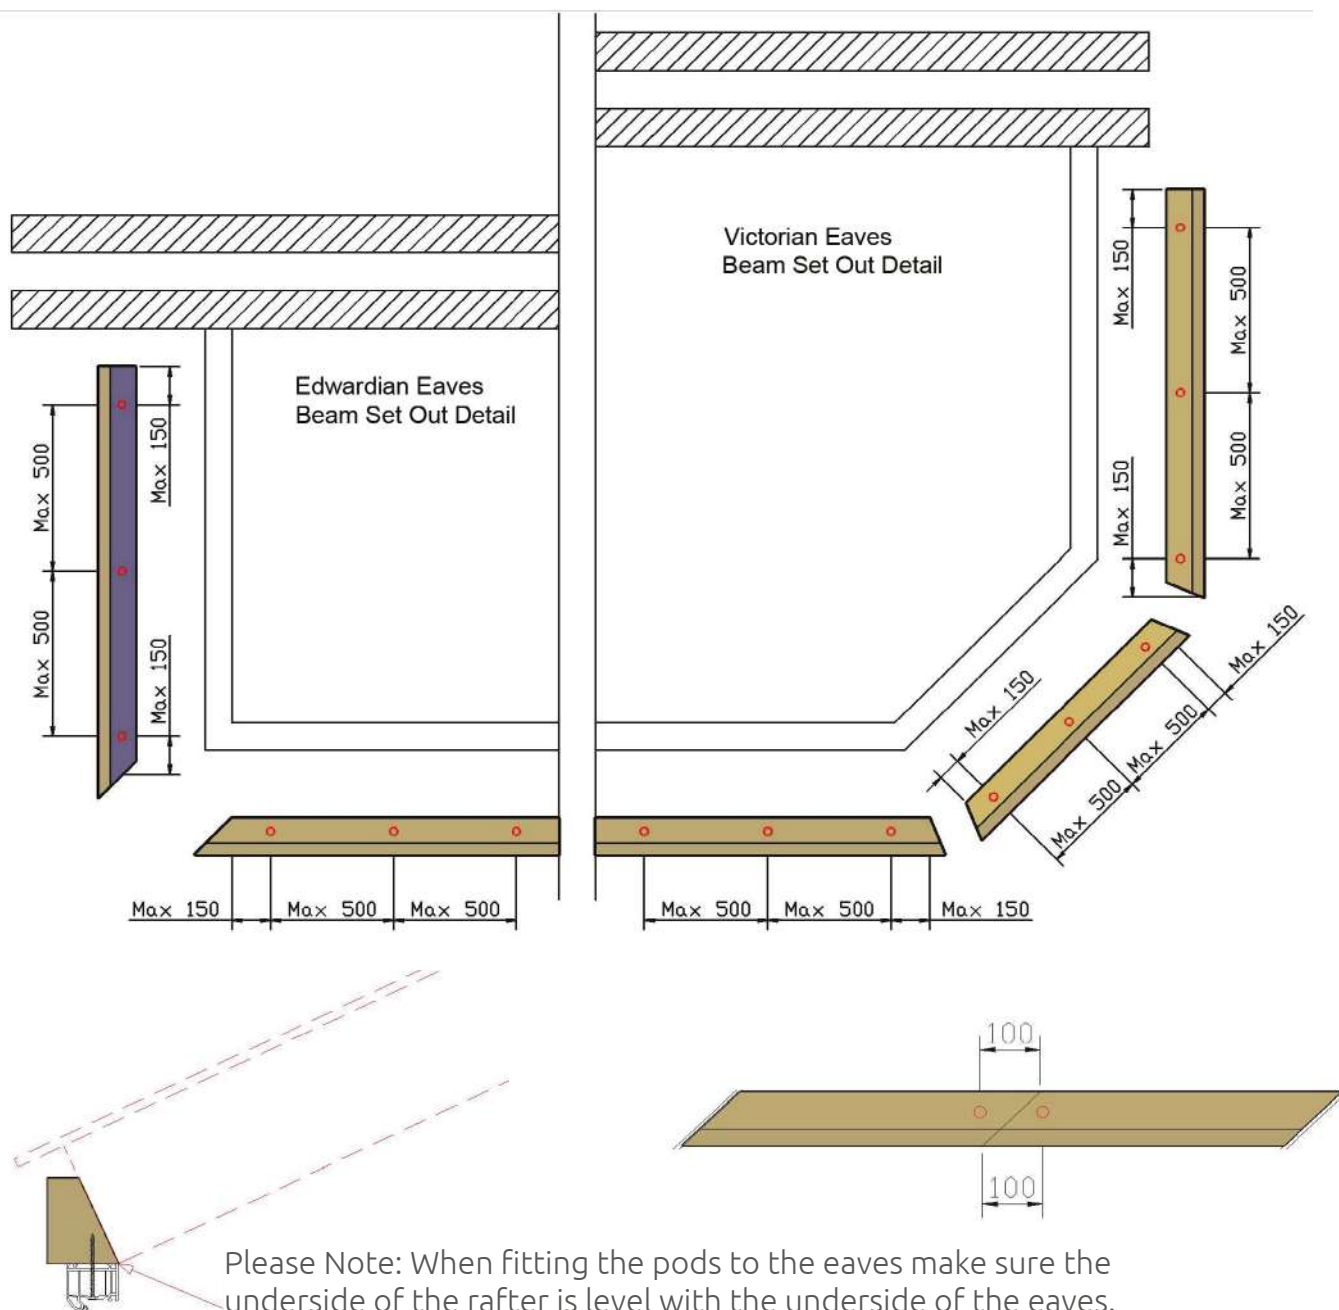 Victorian Eaves
Beam Set Out Detail
Max 150
Max 500
Max 150
Max 500
Edwardian Eaves
Beam Set Out Detail
Max 500
Max 150
Max 500
Max 150
Max 150
Max 150
Max 500
Max 500
Max 150
Max 500
Max 500
Max 500
Max 500
Max 150
100
100
Please Note: When fitting the pods to the eaves make sure the
underside of the rafter is level with the underside of the eaves.